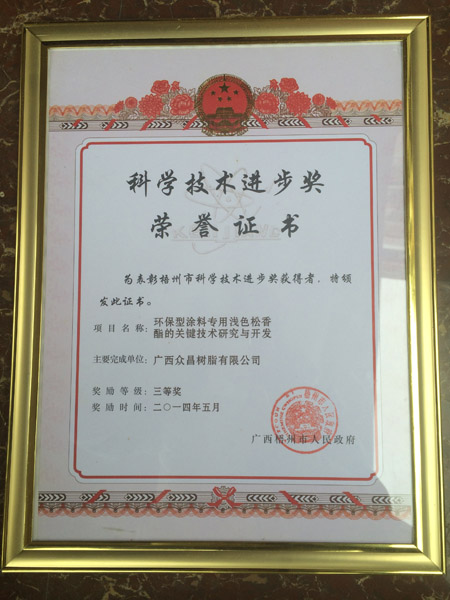 科学技术进步奖
荣誉证书
为表彰梧州市科学技术进步奖获得者，特颁
发此证书。
项目名称：环保型涂料专用浅色松香
酯的关键技术研究与开发
主要完成单位：广西众昌树脂有限公司
奖励等级：三等奖
奖励时间：二〇一四年五月
广西梧州市人民政府